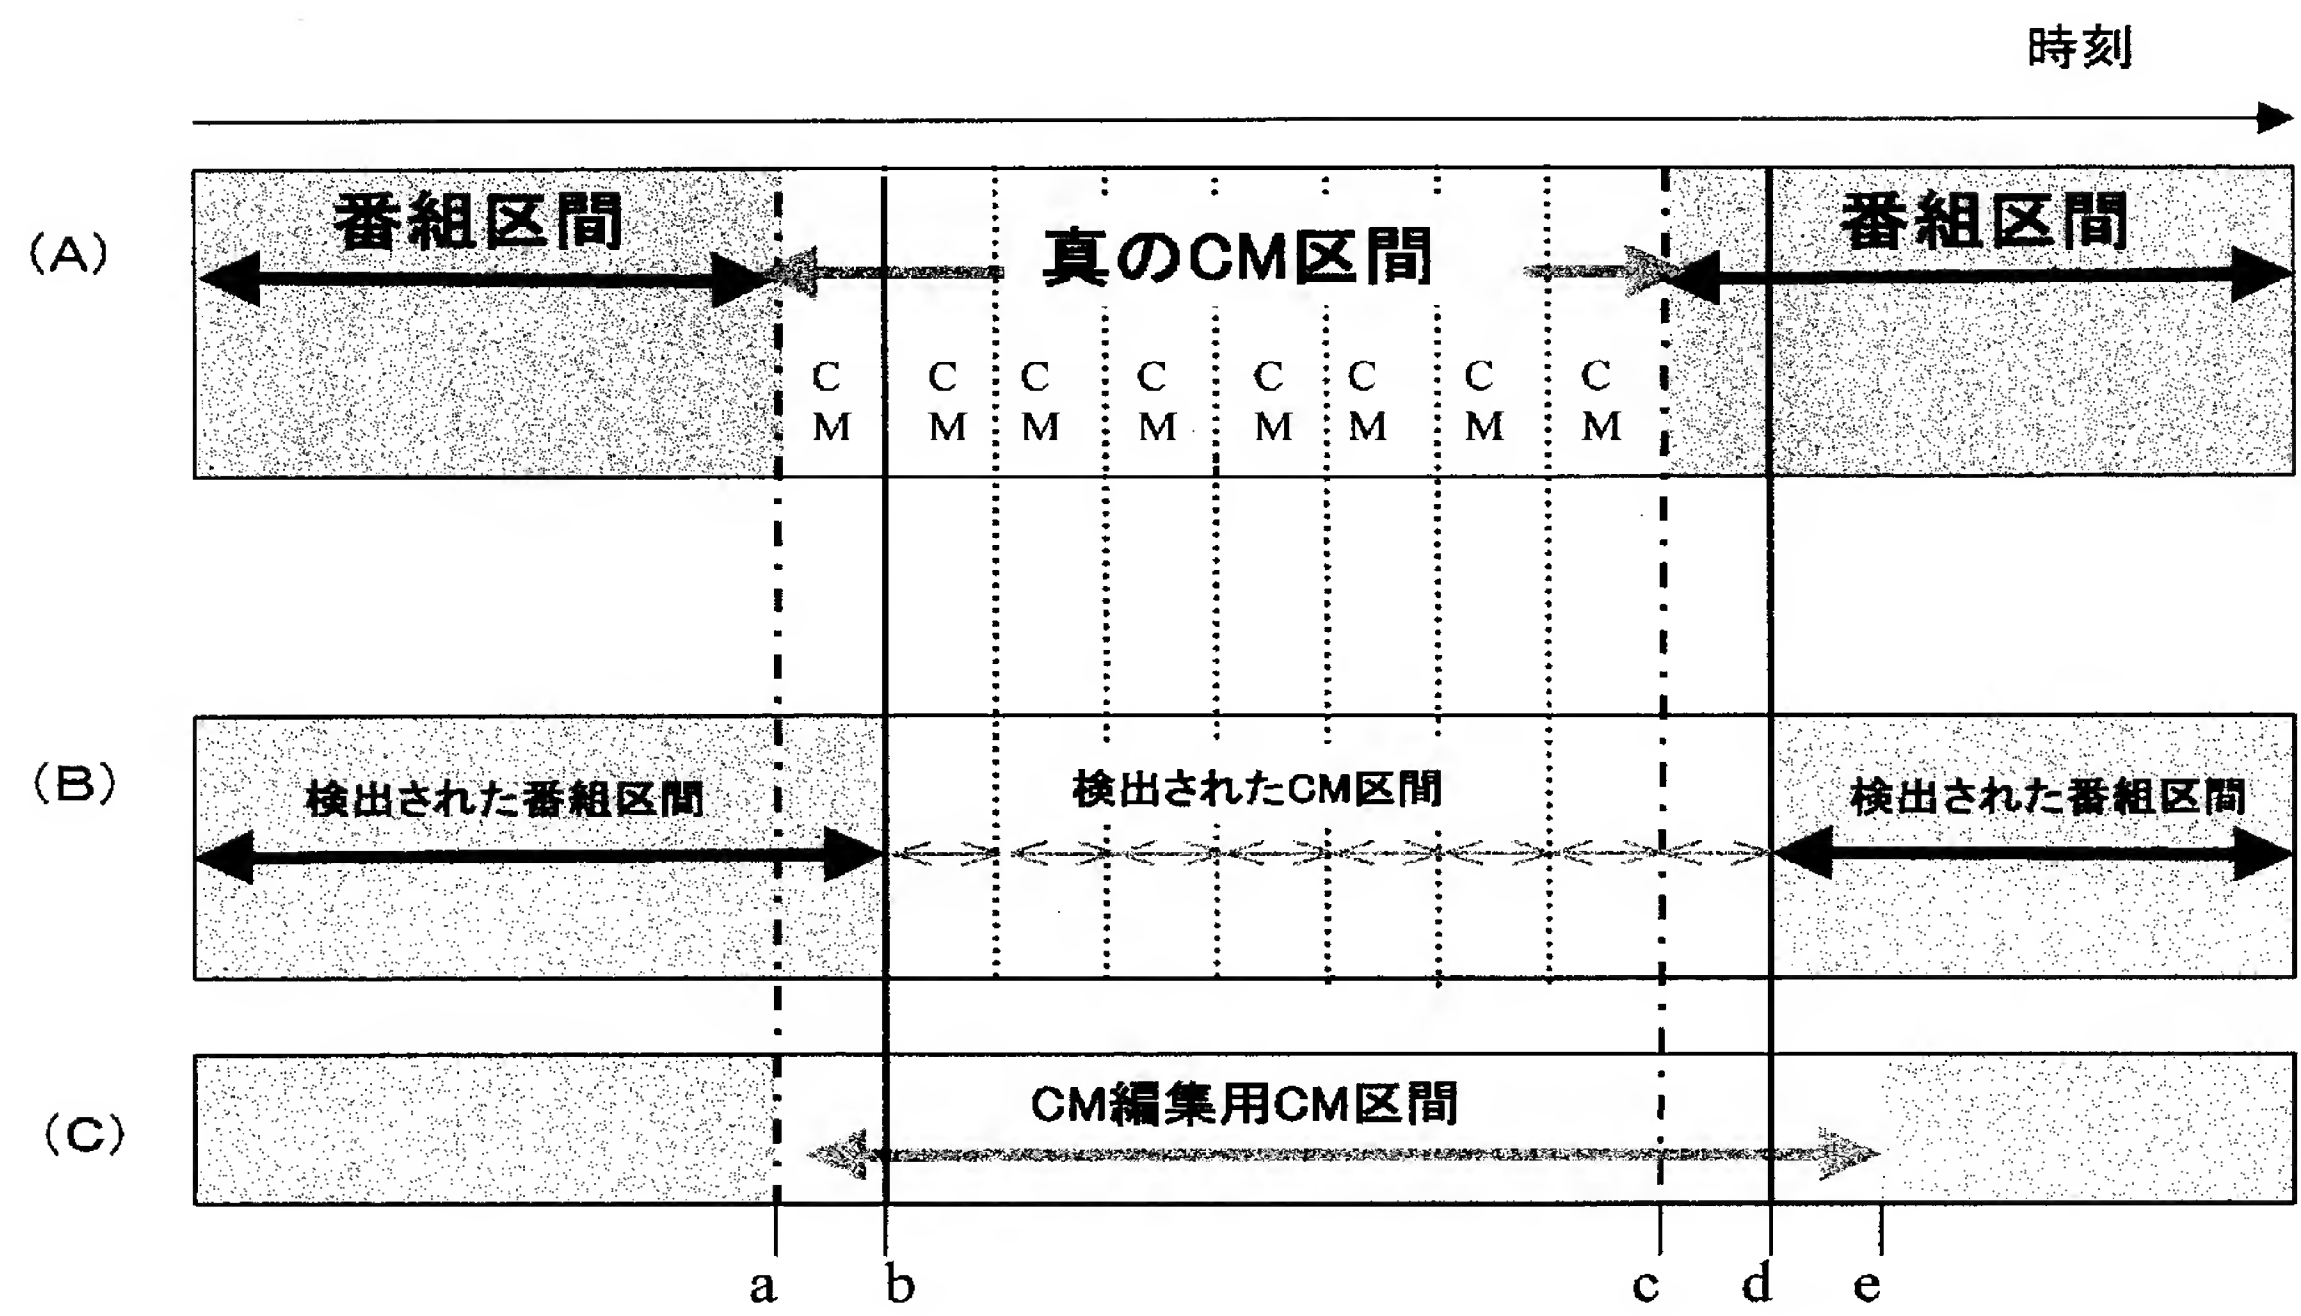 時刻
(A)
番組区間
真のCM区間
番組区間
C C C C C C C C
M M M M M M M M
(B)
検出された番組区間
検出されたCM区間
検出された番組区間
(C)
CM編集用CM区間
a b c d e